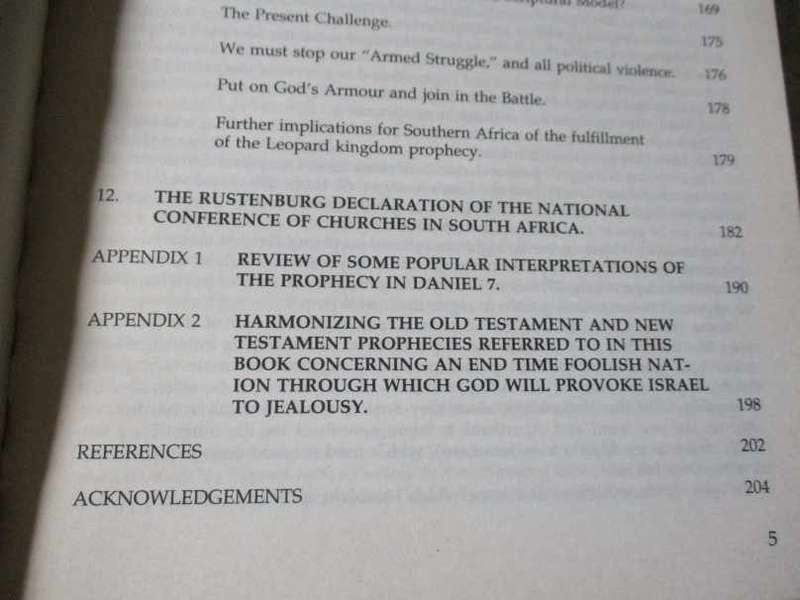 Model? 169
The Present Challenge. 175
We must stop our "Armed Struggle," and all political violence. 176
Put on God's Armour and join in the Battle. 178
Further implications for Southern Africa of the fulfillment
of the Leopard kingdom prophecy. 179
12. THE RUSTENBURG DECLARATION OF THE NATIONAL
CONFERENCE OF CHURCHES IN SOUTH AFRICA. 182
APPENDIX 1 REVIEW OF SOME POPULAR INTERPRETATIONS OF
THE PROPHECY IN DANIEL 7. 190
APPENDIX 2 HARMONIZING THE OLD TESTAMENT AND NEW
TESTAMENT PROPHECIES REFERRED TO IN THIS
BOOK CONCERNING AN END TIME FOOLISH NAT-
ION THROUGH WHICH GOD WILL PROVOKE ISRAEL
TO JEALOUSY. 198
REFERENCES 202
ACKNOWLEDGEMENTS 204
5